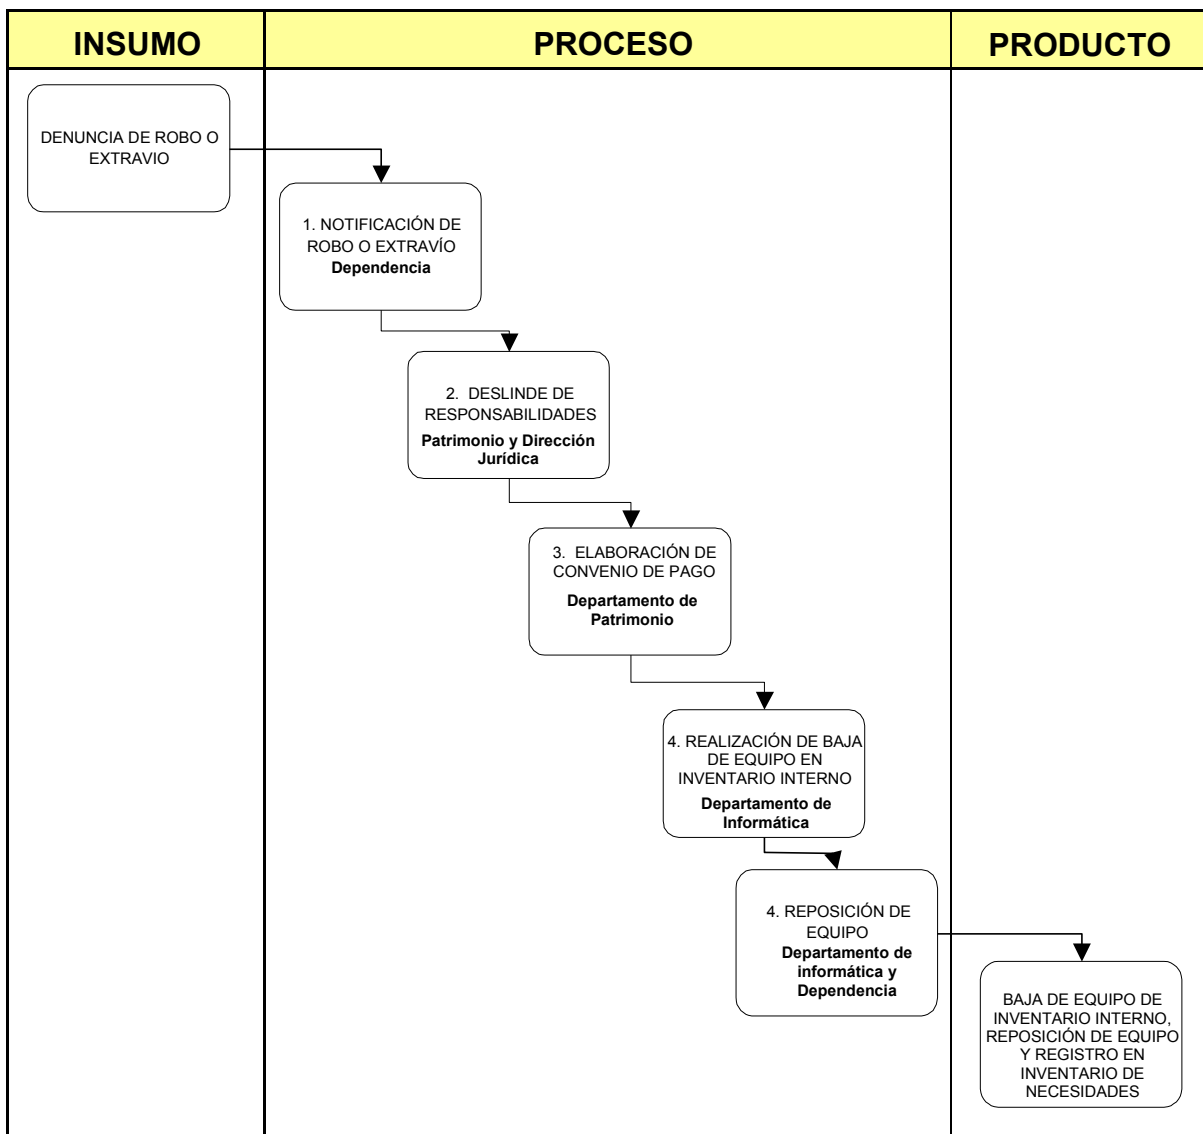 INSUMO
PROCESO
PRODUCTO
DENUNCIA DE ROBO O
EXTRAVIO
1. NOTIFICACIÓN DE
ROBO O EXTRAVÍO
Dependencia
2. DESLINDE DE
RESPONSABILIDADES
Patrimonio y Dirección
Jurídica
3. ELABORACIÓN DE
CONVENIO DE PAGO
Departamento de
Patrimonio
4. REALIZACIÓN DE BAJA
DE EQUIPO EN
INVENTARIO INTERNO
Departamento de
Informática
4. REPOSICIÓN DE
EQUIPO
Departamento de
informática y
Dependencia
BAJA DE EQUIPO DE
INVENTARIO INTERNO,
REPOSICIÓN DE EQUIPO
Y REGISTRO EN
INVENTARIO DE
NECESIDADES